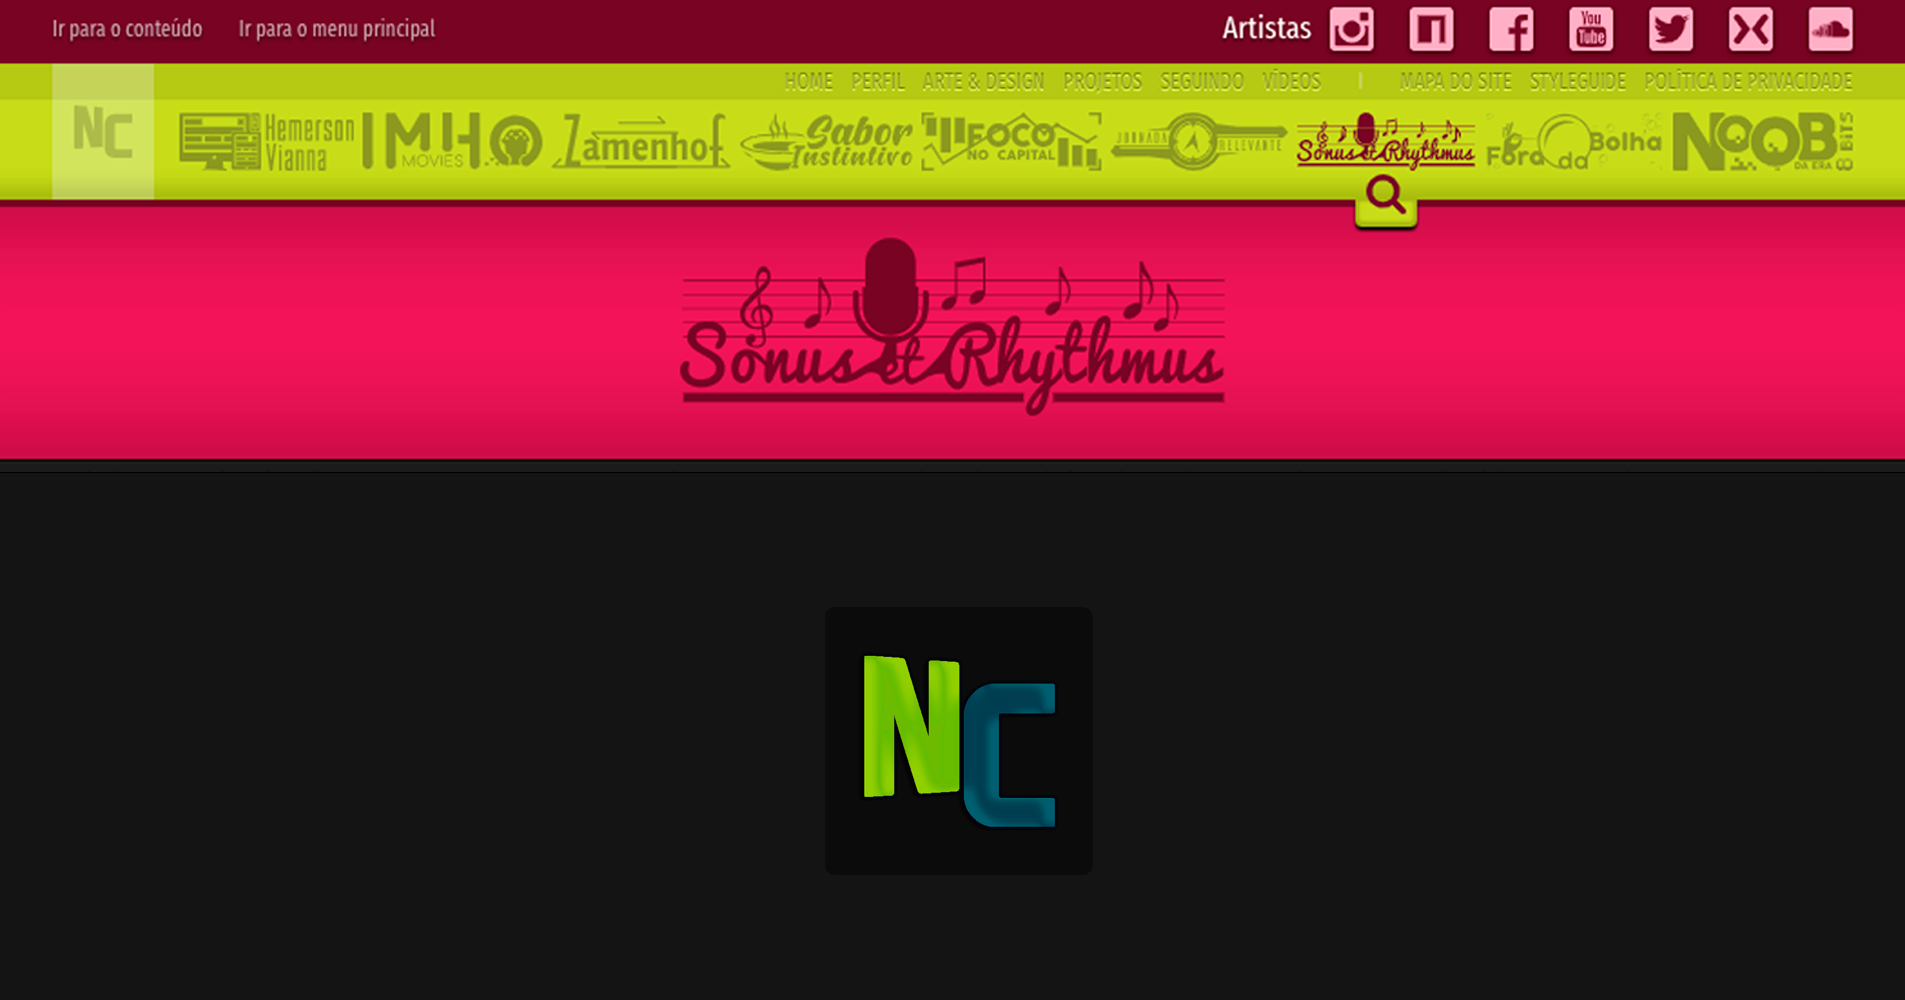 Ir para o conteúdo Ir para o menu principal Artistas You Tube
HOME PERFIL ARTE & DESIGN PROJETOS SEGUINDO VÍDEOS | MAPA DO SITE STYLEGUIDE POLÍTICA DE PRIVACIDADE
NC
Hemerson Vianna
IMHO MOVIES
Zamenhof
Sabor Instintivo
FOCO NO CAPITAL
JORNADA RELEVANTE
Sonus et Rhythmus
Fora da Bolha
NOOB DA ERA 8 BITS
Sonus et Rhythmus
NC